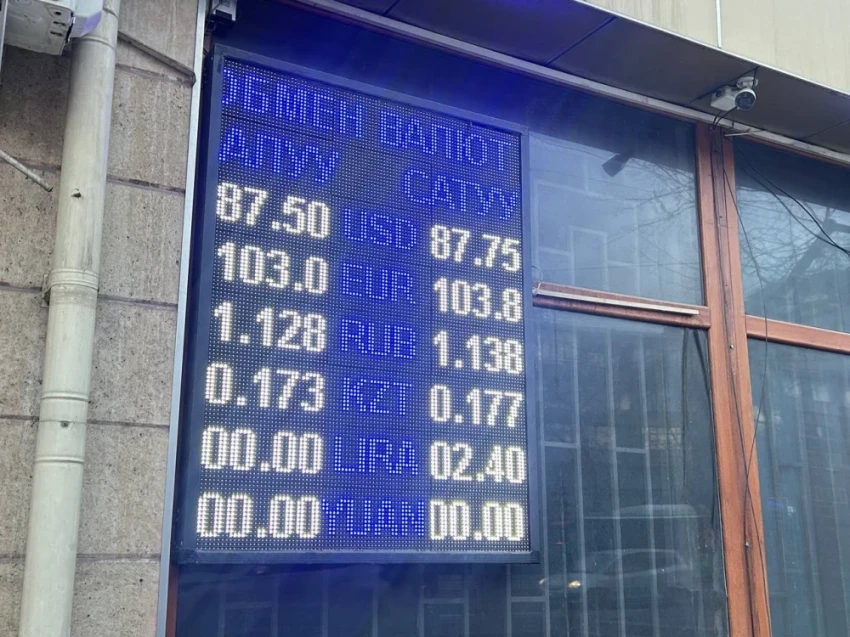 ОБМЕН ВАЛЮТ
АЛУУ САТУУ
87.50 USD 87.75
103.0 EUR 103.8
1.128 RUB 1.138
0.173 KZT 0.177
00.00 LIRA 02.40
00.00 YUAN 00.00